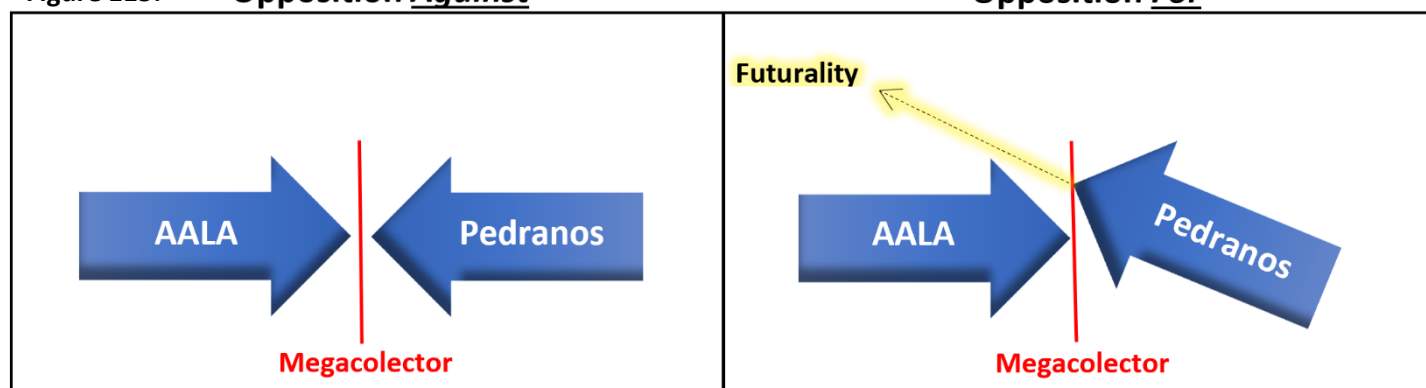 Opposition Against
Opposition For
Futurality
AALA
Pedranos
AALA
Pedranos
Megacolector
Megacolector